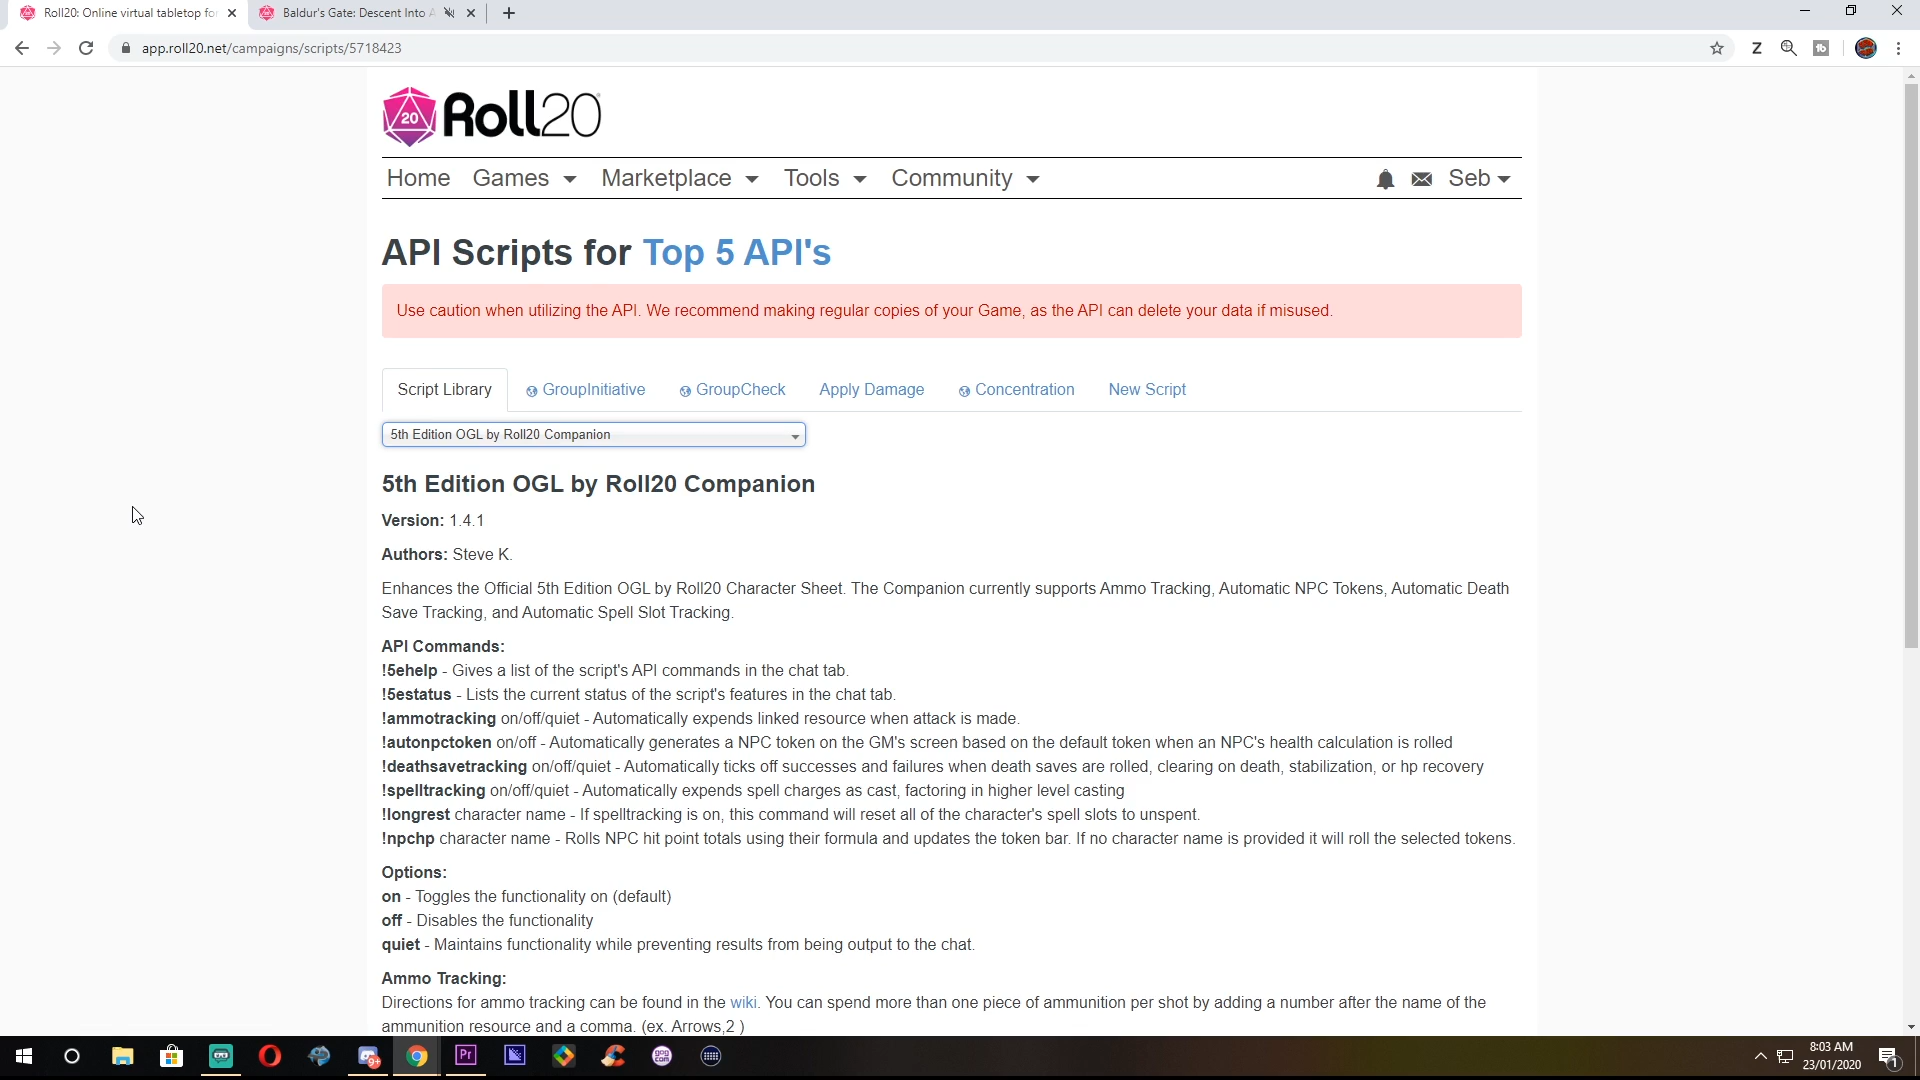 Roll20: Online virtual tabletop for
Baldur's Gate: Descent Into A
app.roll20.net/campaigns/scripts/5718423
Z
tb
20
Roll20
Home Games Marketplace Tools Community Seb
API Scripts for Top 5 API's
Use caution when utilizing the API. We recommend making regular copies of your Game, as the API can delete your data if misused.
Script Library GroupInitiative GroupCheck Apply Damage Concentration New Script
5th Edition OGL by Roll20 Companion
5th Edition OGL by Roll20 Companion
Version: 1.4.1
Authors: Steve K.
Enhances the Official 5th Edition OGL by Roll20 Character Sheet. The Companion currently supports Ammo Tracking, Automatic NPC Tokens, Automatic Death
Save Tracking, and Automatic Spell Slot Tracking.
API Commands:
!5ehelp - Gives a list of the script's API commands in the chat tab.
!5estatus - Lists the current status of the script's features in the chat tab.
!ammotracking on/off/quiet - Automatically expends linked resource when attack is made.
!autonpctoken on/off - Automatically generates a NPC token on the GM's screen based on the default token when an NPC's health calculation is rolled
!deathsavetracking on/off/quiet - Automatically ticks off successes and failures when death saves are rolled, clearing on death, stabilization, or hp recovery
!spelltracking on/off/quiet - Automatically expends spell charges as cast, factoring in higher level casting
!longrest character name - If spelltracking is on, this command will reset all of the character's spell slots to unspent.
!npchp character name - Rolls NPC hit point totals using their formula and updates the token bar. If no character name is provided it will roll the selected tokens.
Options:
on - Toggles the functionality on (default)
off - Disables the functionality
quiet - Maintains functionality while preventing results from being output to the chat.
Ammo Tracking:
Directions for ammo tracking can be found in the wiki. You can spend more than one piece of ammunition per shot by adding a number after the name of the
ammunition resource and a comma. (ex. Arrows,2 )
9+
Pr
GOG
COM
8:03 AM
23/01/2020
1